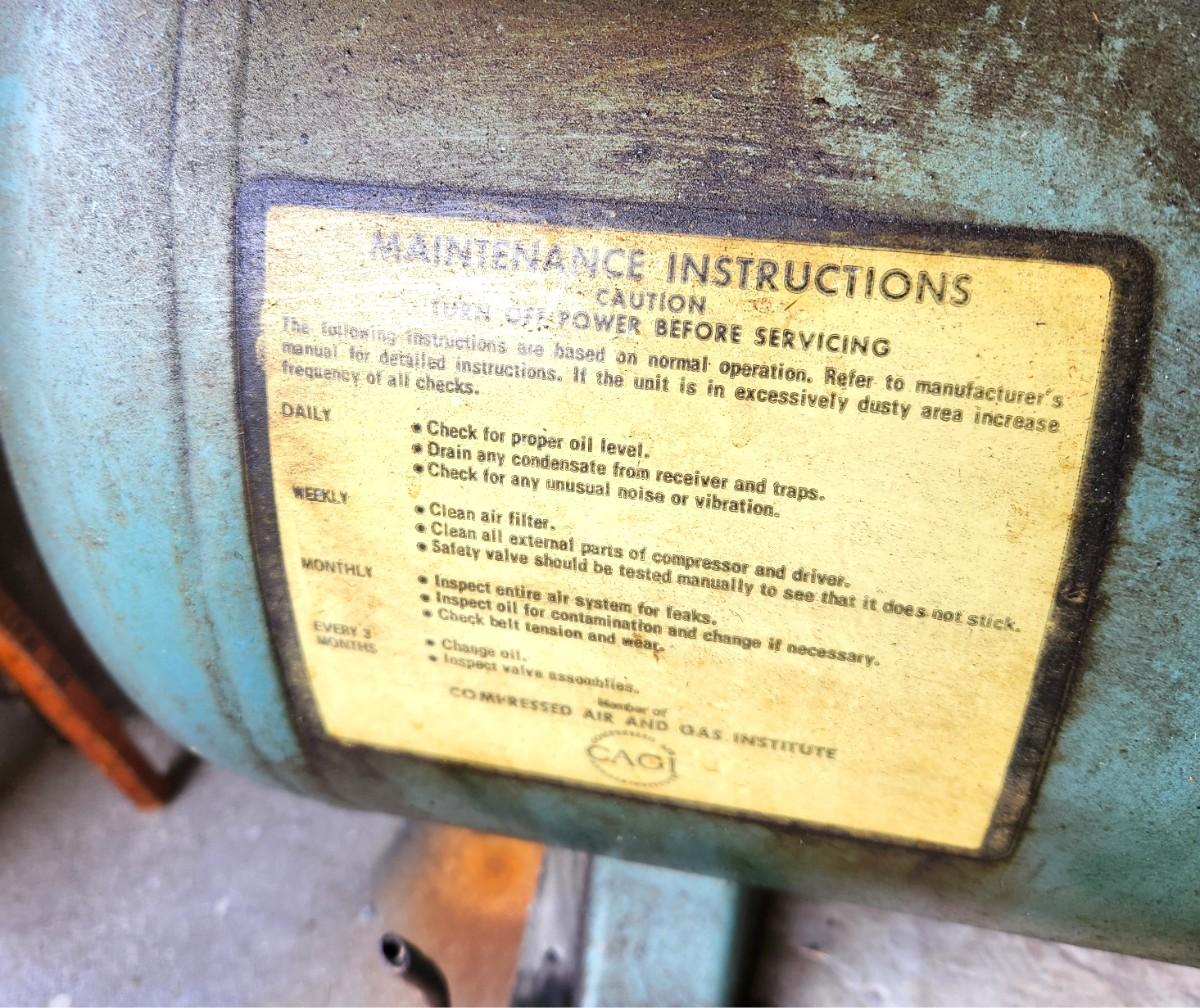 MAINTENANCE INSTRUCTIONS
CAUTION
TURN OFF POWER BEFORE SERVICING
The following instructions are based on normal operation. Refer to manufacturer's
manual for detailed instructions. If the unit is in excessively dusty area increase
frequency of all checks.
DAILY
• Check for proper oil level.
• Drain any condensate from receiver and traps.
• Check for any unusual noise or vibration.
WEEKLY
• Clean air filter.
• Clean all external parts of compressor and driver.
• Safety valve should be tested manually to see that it does not stick.
MONTHLY
• Inspect entire air system for leaks.
• Inspect oil for contamination and change if necessary.
• Check belt tension and wear.
EVERY 3
MONTHS
• Change oil.
• Inspect valve assemblies.
Member of
COMPRESSED AIR AND GAS INSTITUTE
CAGI